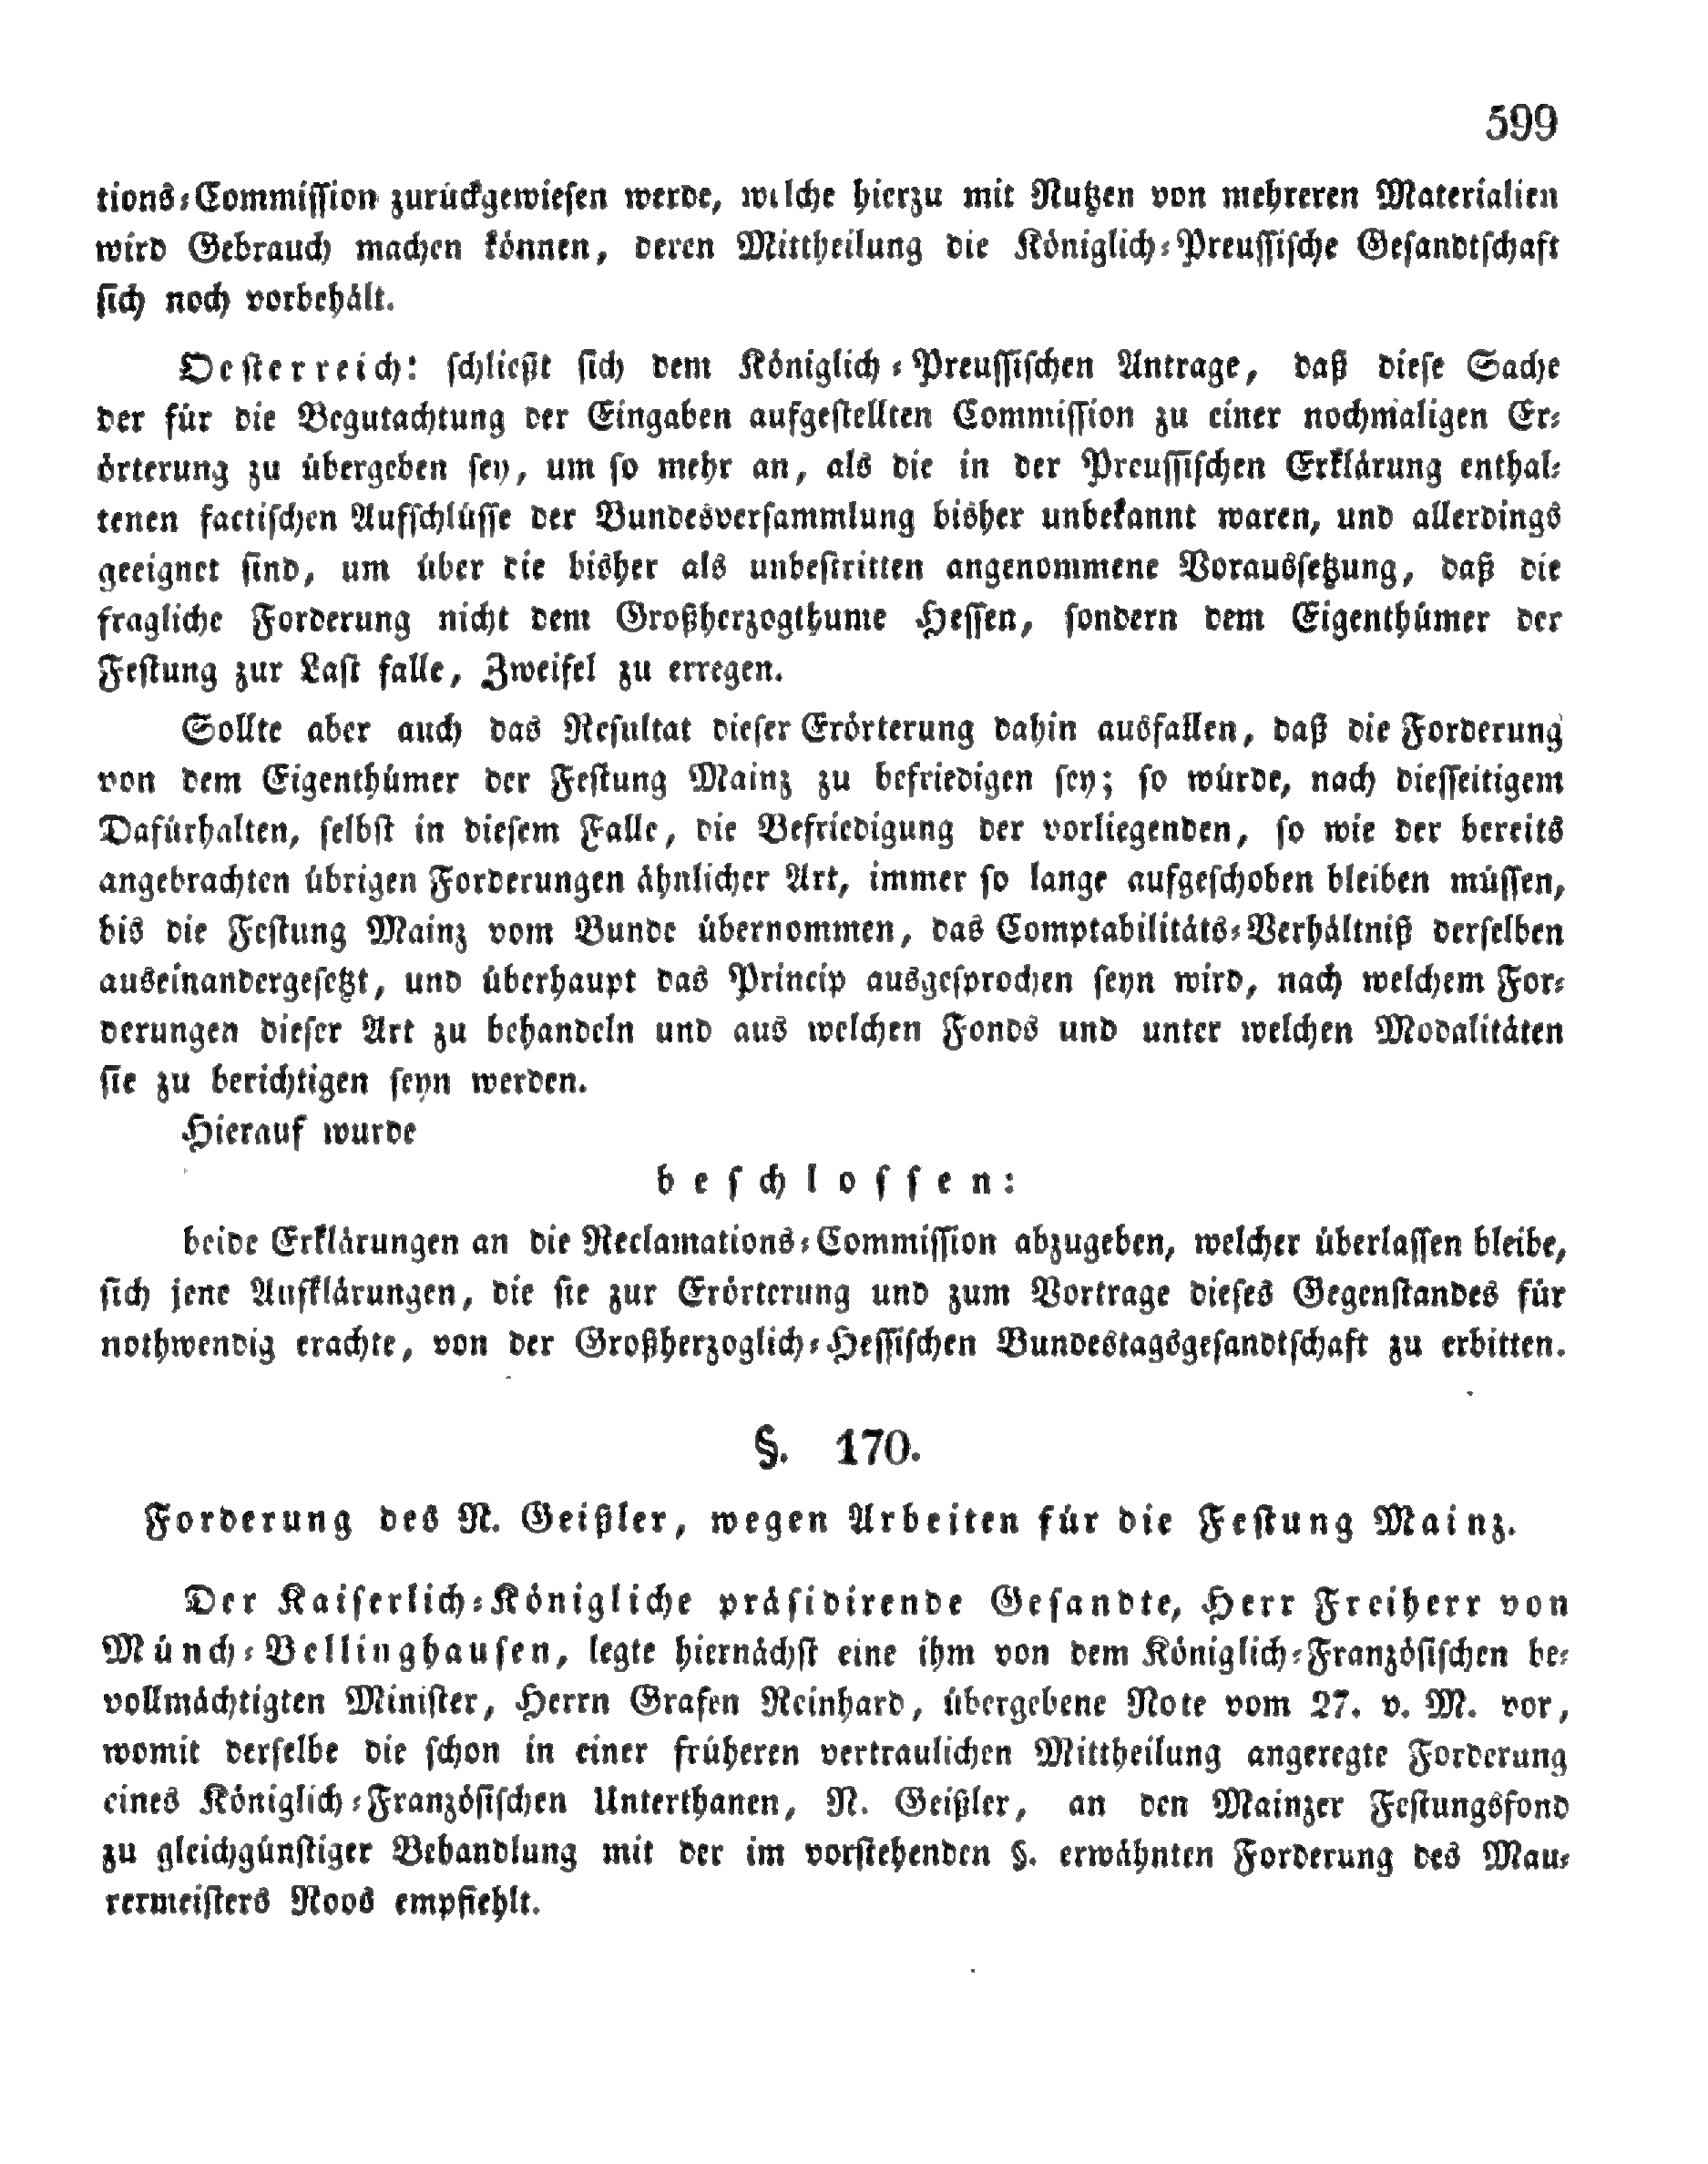 599
tions-Commission zurückgewiesen werde, welche hierzu mit Nutzen von mehreren Materialien
wird Gebrauch machen können, deren Mittheilung die Königlich-Preussische Gesandtschaft
sich noch vorbehält.
Oesterreich: schließt sich dem Königlich-Preussischen Antrage, daß diese Sache
der für die Begutachtung der Eingaben aufgestellten Commission zu einer nochmaligen Er-
örterung zu übergeben sey, um so mehr an, als die in der Preussischen Erklärung enthal-
tenen factischen Aufschlüsse der Bundesversammlung bisher unbekannt waren, und allerdings
geeignet sind, um über die bisher als unbestritten angenommene Voraussetzung, daß die
fragliche Forderung nicht dem Großherzogthume Hessen, sondern dem Eigenthümer der
Festung zur Last falle, Zweifel zu erregen.
Sollte aber auch das Resultat dieser Erörterung dahin ausfallen, daß die Forderung
von dem Eigenthümer der Festung Mainz zu befriedigen sey; so würde, nach diesseitigem
Dafürhalten, selbst in diesem Falle, die Befriedigung der vorliegenden, so wie der bereits
angebrachten übrigen Forderungen ähnlicher Art, immer so lange aufgeschoben bleiben müssen,
bis die Festung Mainz vom Bunde übernommen, das Comptabilitäts-Verhältniß derselben
auseinandergesetzt, und überhaupt das Princip ausgesprochen seyn wird, nach welchem For-
derungen dieser Art zu behandeln und aus welchen Fonds und unter welchen Modalitäten
sie zu berichtigen seyn werden.
Hierauf wurde
beschlossen:
beide Erklärungen an die Reclamations-Commission abzugeben, welcher überlassen bleibe,
sich jene Aufklärungen, die sie zur Erörterung und zum Vortrage dieses Gegenstandes für
nothwendig erachte, von der Großherzoglich-Hessischen Bundestagsgesandtschaft zu erbitten.
§. 170.
Forderung des N. Geißler, wegen Arbeiten für die Festung Mainz.
Der Kaiserlich-Königliche präsidirende Gesandte, Herr Freiherr von
Münch-Bellinghausen, legte hiernächst eine ihm von dem Königlich-Französischen be-
vollmächtigten Minister, Herrn Grafen Reinhard, übergebene Note vom 27. v. M. vor,
womit derselbe die schon in einer früheren vertraulichen Mittheilung angeregte Forderung
eines Königlich-Französischen Unterthanen, N. Geißler, an den Mainzer Festungsfond
zu gleichgünstiger Behandlung mit der im vorstehenden §. erwähnten Forderung des Mau-
rermeisters Roos empfiehlt.